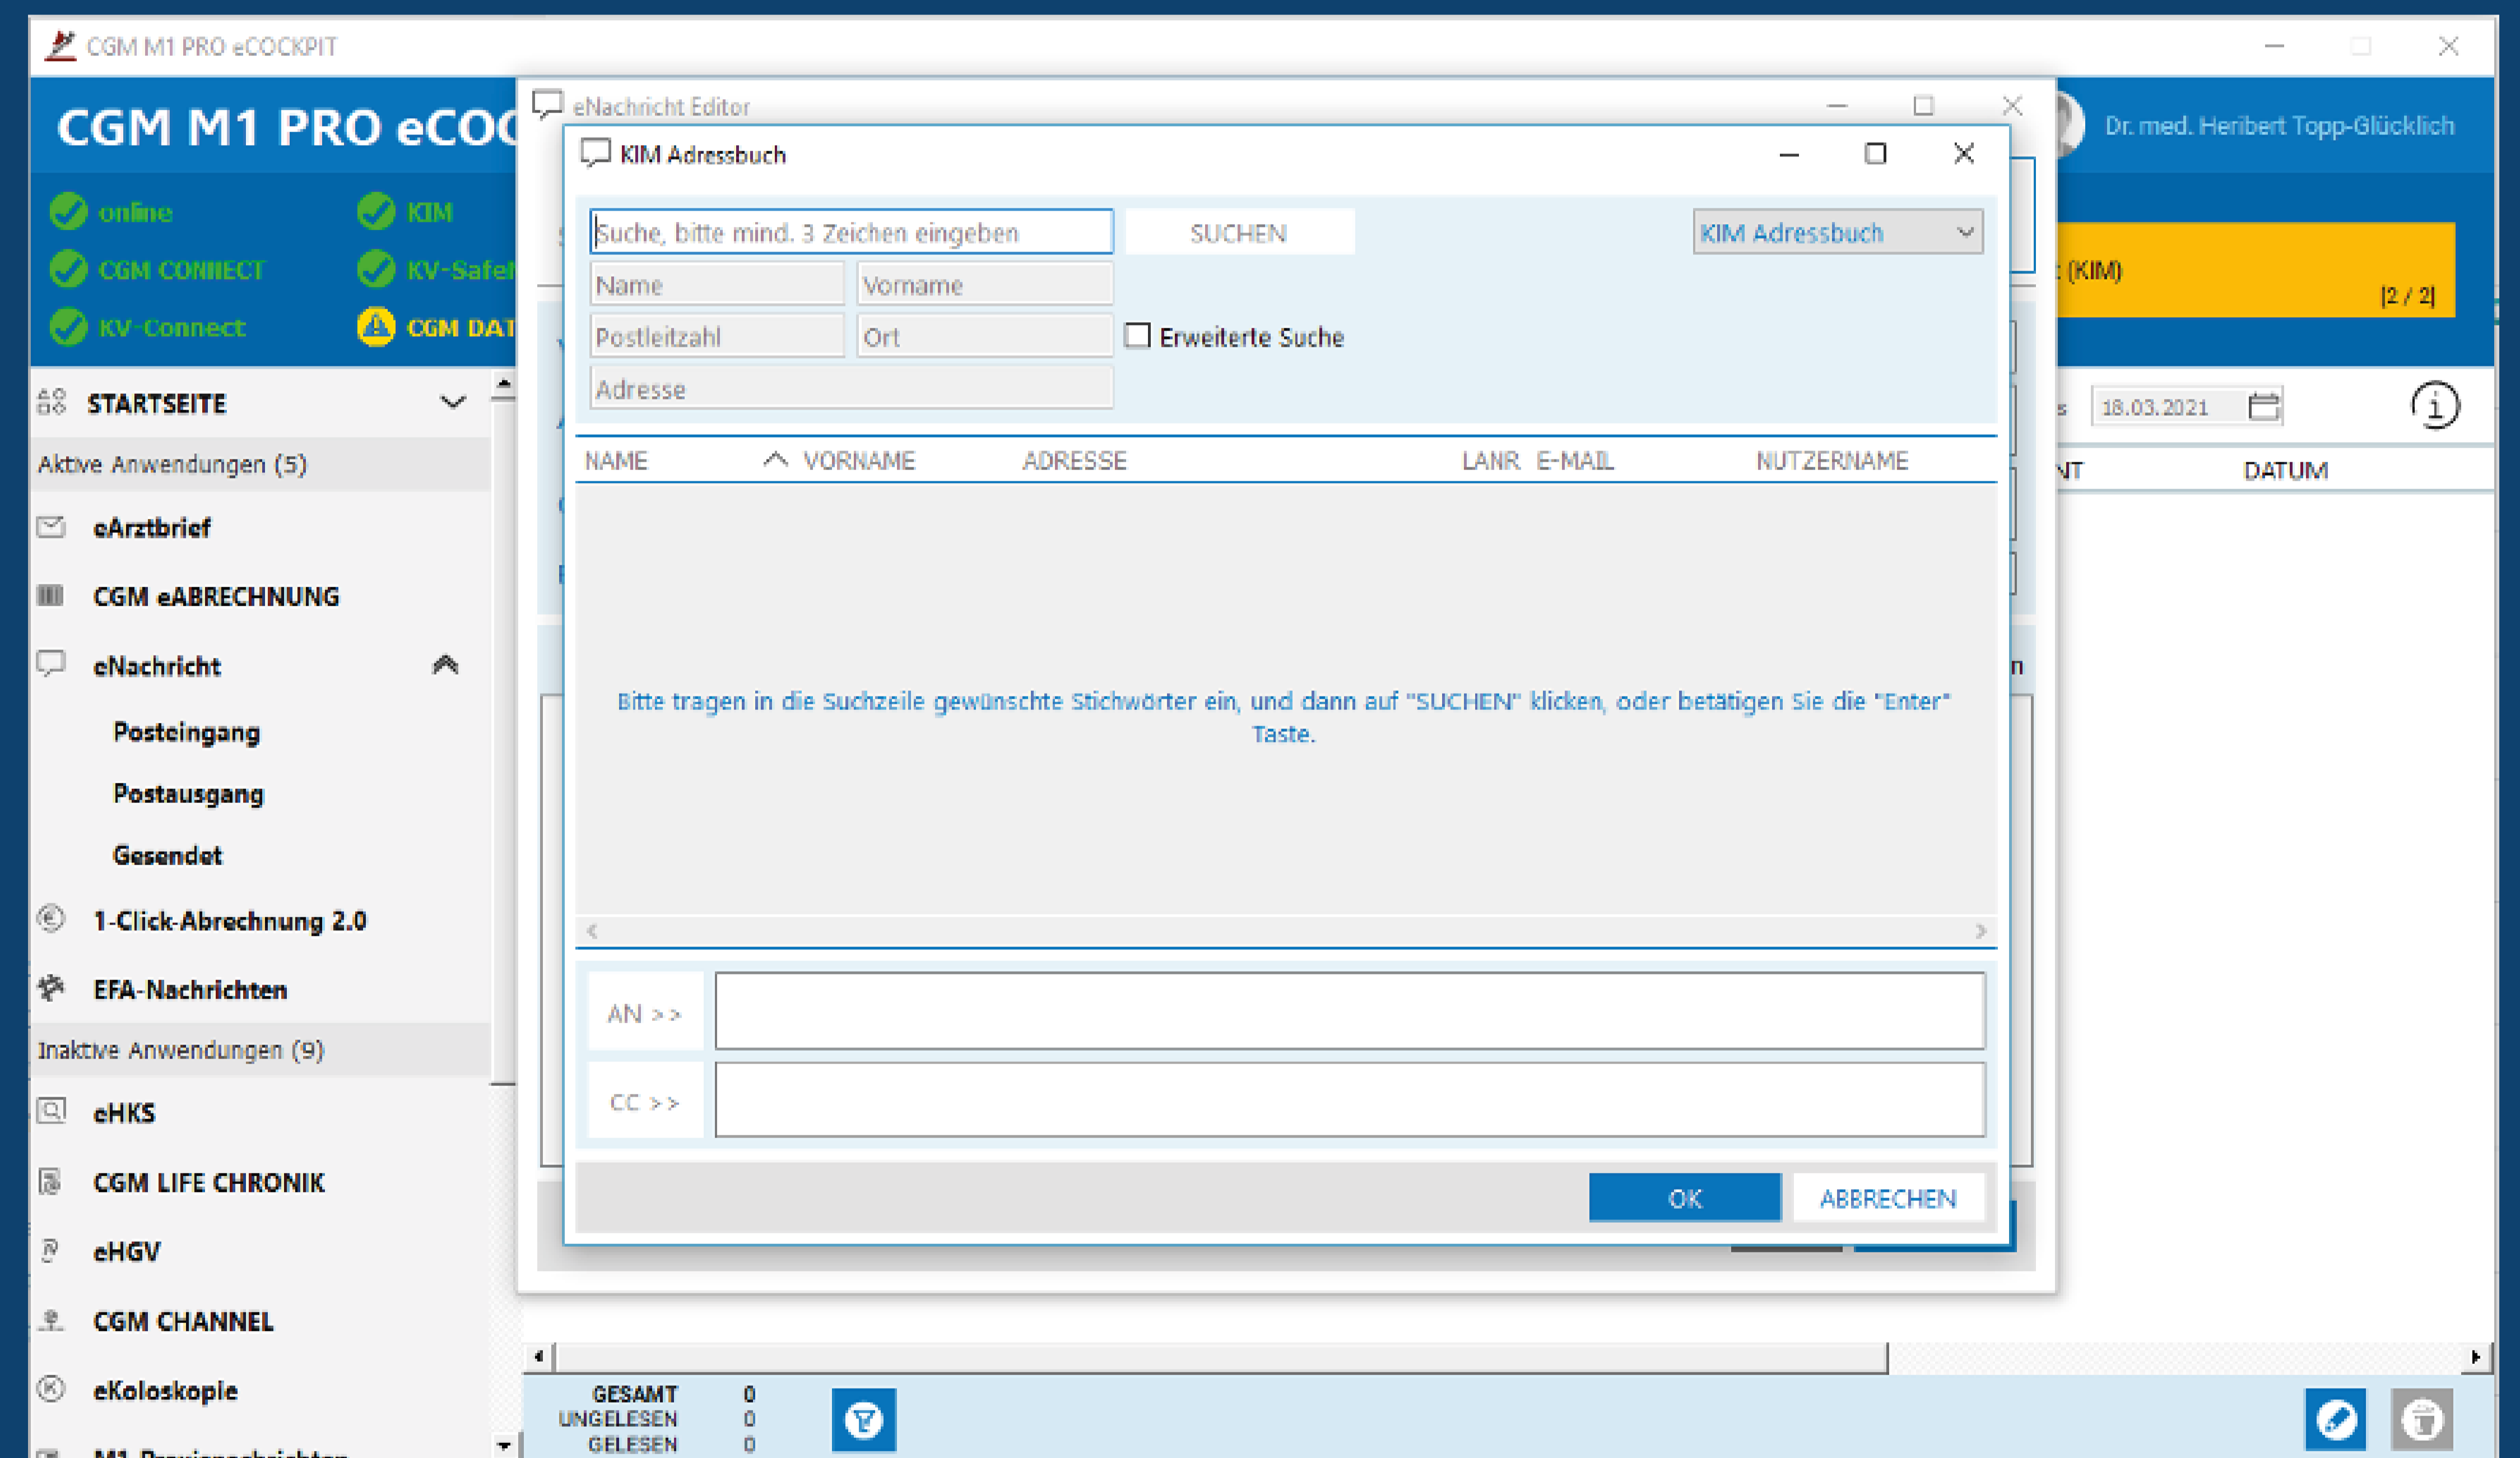 CGM M1 PRO eCOCKPIT
CGM M1 PRO eCOC
Dr. med. Heribert Topp-Glücklich
online
KIM
CGM CONNECT
KV-Connect
CGM DAT
(KIM)
[2 / 2]
STARTSEITE
Aktive Anwendungen (5)
eArztbrief
CGM eABRECHNUNG
eNachricht
Posteingang
Postausgang
Gesendet
1-Click-Abrechnung 2.0
EFA-Nachrichten
Inaktive Anwendungen (9)
eHKS
CGM LIFE CHRONIK
eHGV
CGM CHANNEL
eKoloskopie
eNachricht Editor
KIM Adressbuch
Suche, bitte mind. 3 Zeichen eingeben
SUCHEN
KIM Adressbuch
Name
Vorname
Postleitzahl
Ort
Erweiterte Suche
Adresse
NAME VORNAME ADRESSE LANR E-MAIL NUTZERNAME
Bitte tragen in die Suchzeile gewünschte Stichwörter ein, und dann auf "SUCHEN" klicken, oder betätigen Sie die "Enter"
Taste.
AN >>
CC >>
OK
ABBRECHEN
18.03.2021
DATUM
GESAMT 0
UNGELESEN 0
GELESEN 0